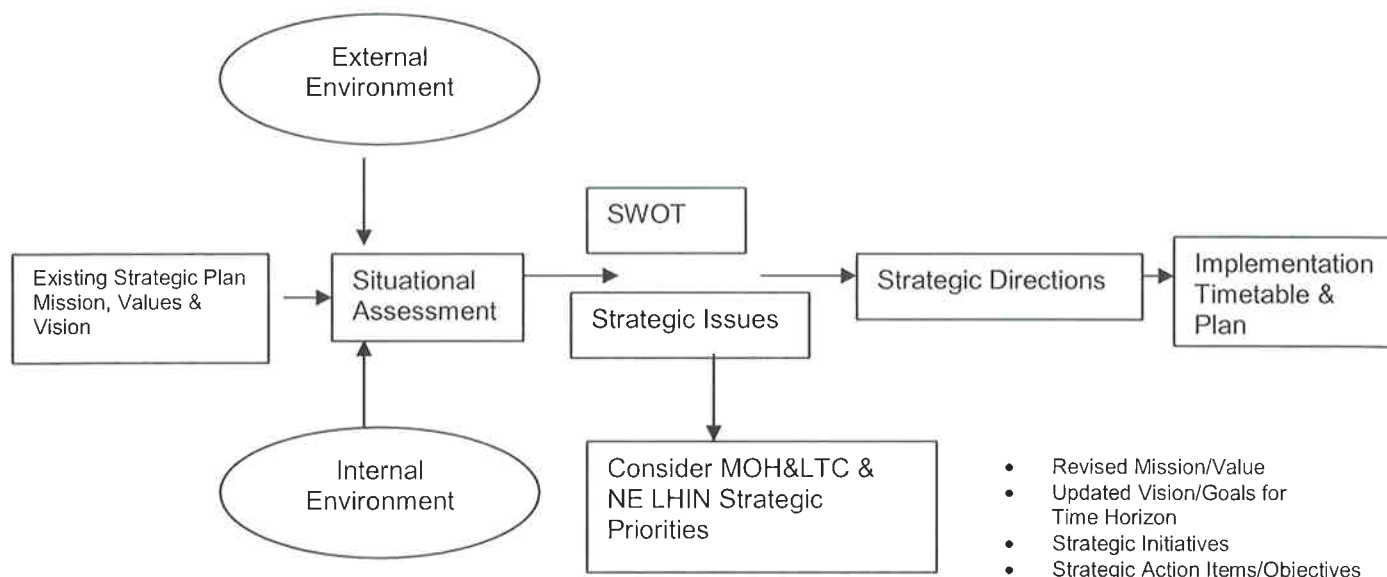 External
Environment
SWOT
Existing Strategic Plan
Mission, Values &
Vision
Situational
Assessment
Strategic Issues
Strategic Directions
Implementation
Timetable &
Plan
Internal
Environment
Consider MOH&LTC &
NE LHIN Strategic
Priorities
• Revised Mission/Value
• Updated Vision/Goals for
Time Horizon
• Strategic Initiatives
• Strategic Action Items/Objectives